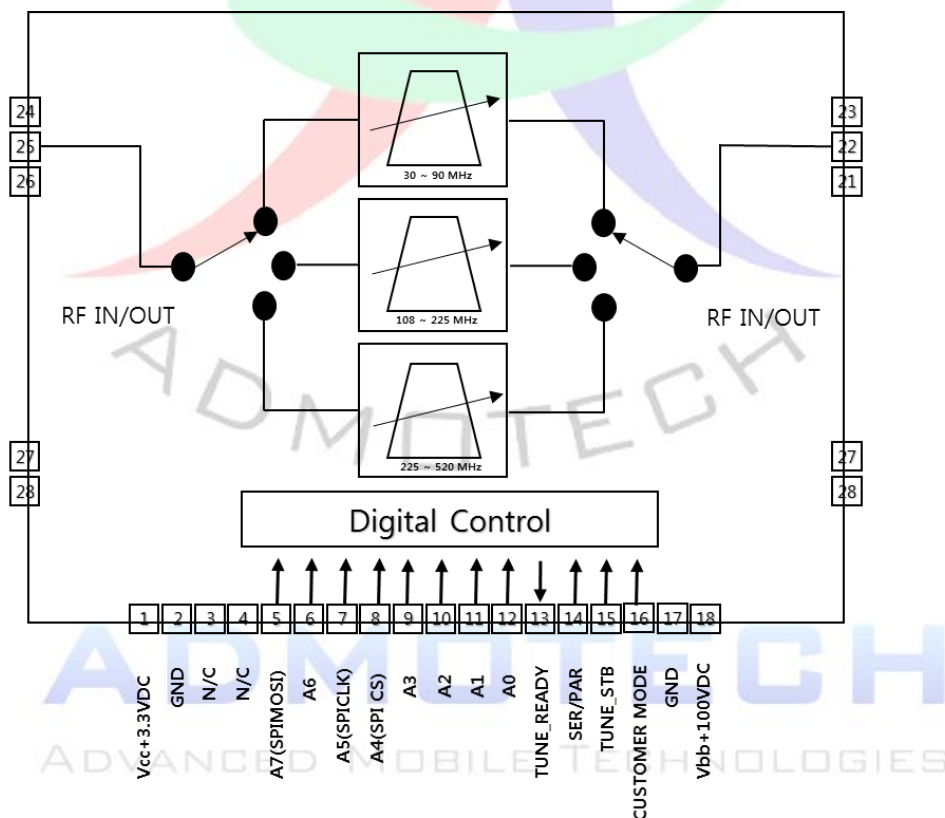 24
25
26
23
22
21
30 ~ 90 MHz
108 ~ 225 MHz
225 ~ 520 MHz
RF IN/OUT
RF IN/OUT
ADMOTECH
27
28
27
28
Digital Control
1 2 3 4 5 6 7 8 9 10 11 12 13 14 15 16 17 18
Vcc+3.3VDC
GND
N/C
N/C
A7(SPIMOSI)
A6
A5(SPICLK)
A4(SPI CS)
A3
A2
A1
A0
TUNE_READY
SER/PAR
TUNE_STB
CUSTOMER MODE
GND
Vbb+100VDC
ADMOTECH
ADVANCED MOBILE TECHNOLOGIES